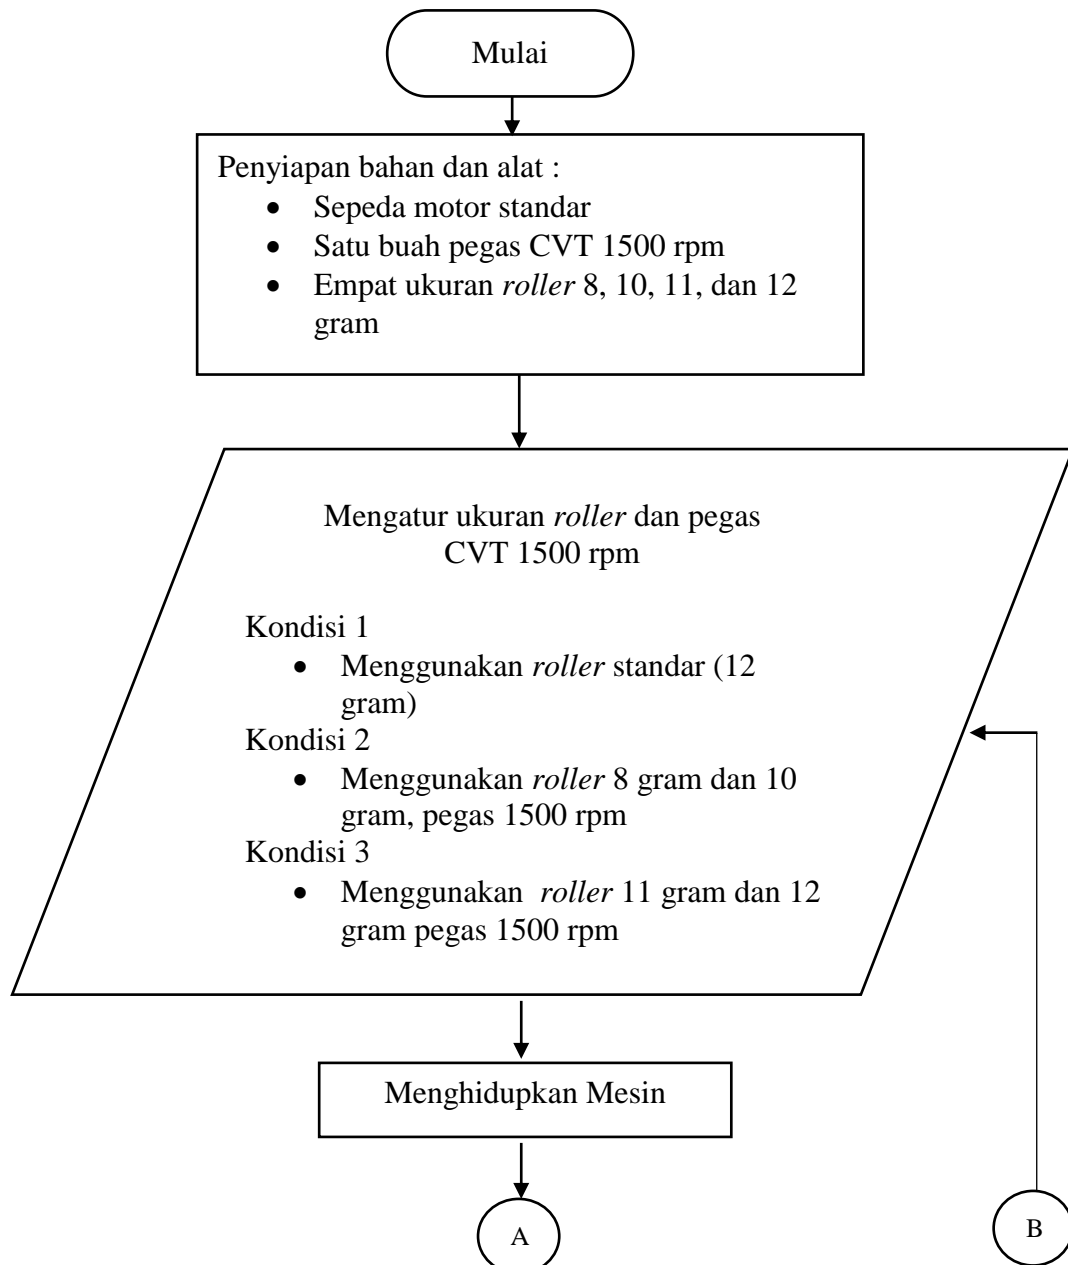 Mulai
Penyiapan bahan dan alat :
• Sepeda motor standar
• Satu buah pegas CVT 1500 rpm
• Empat ukuran roller 8, 10, 11, dan 12
gram
Mengatur ukuran roller dan pegas
CVT 1500 rpm
Kondisi 1
• Menggunakan roller standar (12
gram)
Kondisi 2
• Menggunakan roller 8 gram dan 10
gram, pegas 1500 rpm
Kondisi 3
• Menggunakan roller 11 gram dan 12
gram pegas 1500 rpm
Menghidupkan Mesin
A
B